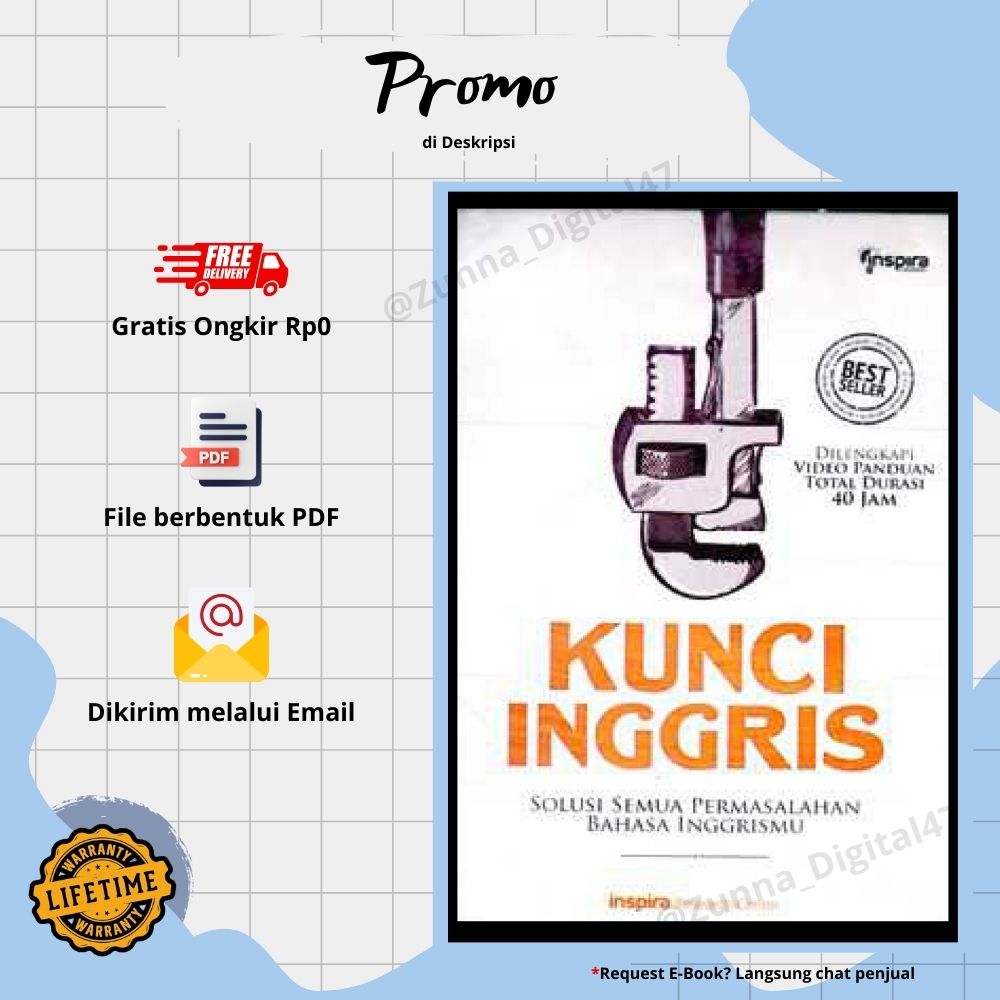 Promo
di Deskripsi
@Zunna_Digital47
FREE
DELIVERY
Gratis Ongkir Rp0
PDF
File berbentuk PDF
@
Dikirim melalui Email
WARRANTY
LIFETIME
WARRANTY
inspira
BEST
SELLER
DILENGKAPI
VIDEO PANDUAN
TOTAL DURASI
40 JAM
KUNCI
INGGRIS
SOLUSI SEMUA PERMASALAHAN
BAHASA INGGRISMU
inspira
@Zunna_Digital47
*Request E-Book? Langsung chat penjual